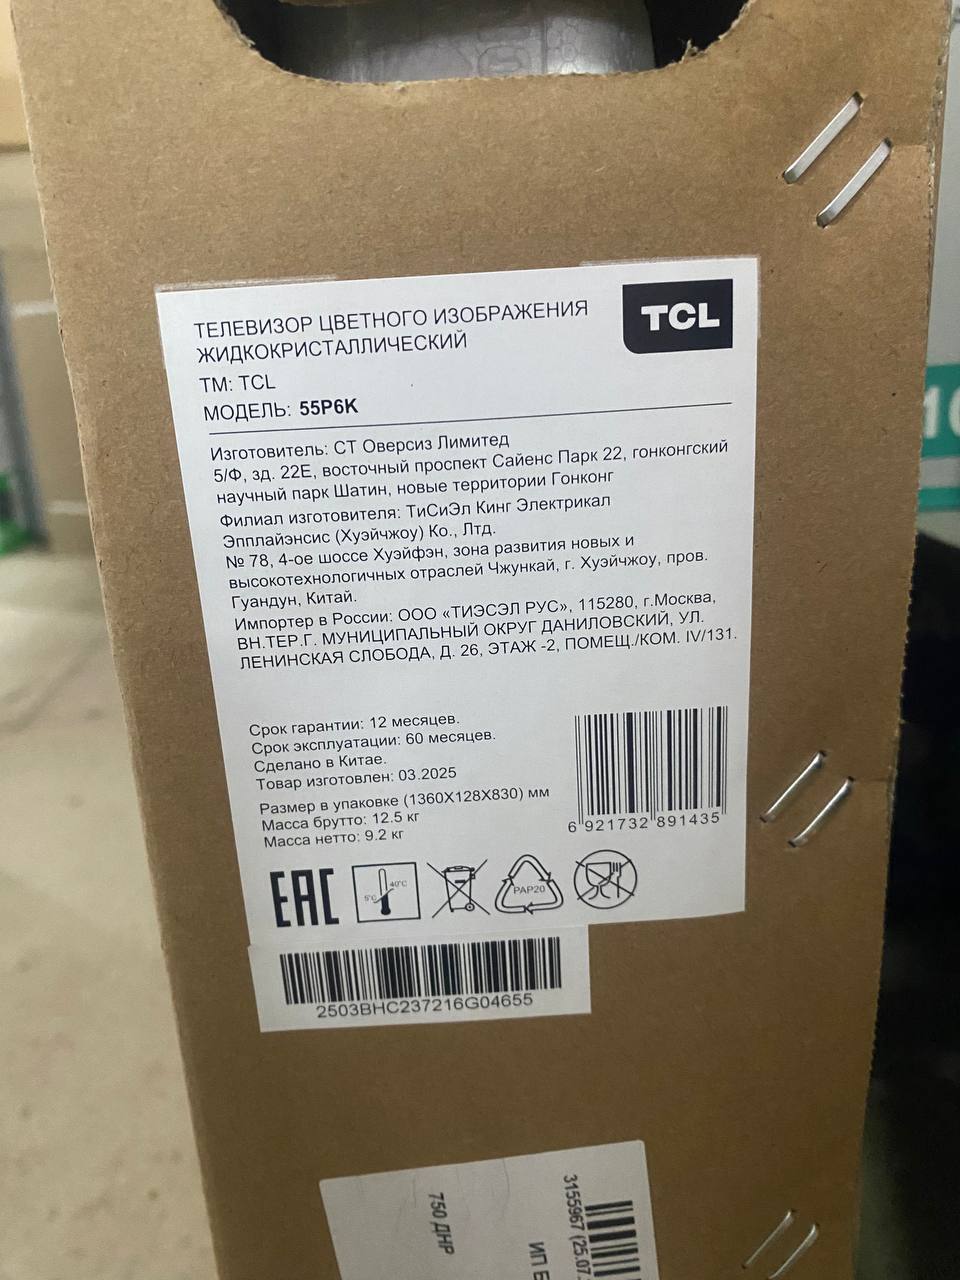 ТЕЛЕВИЗОР ЦВЕТНОГО ИЗОБРАЖЕНИЯ
ЖИДКОКРИСТАЛЛИЧЕСКИЙ
TCL
ТМ: TCL
МОДЕЛЬ: 55P6K
Изготовитель: СТ Оверсиз Лимитед
5/Ф, зд. 22Е, восточный проспект Сайенс Парк 22, гонконгский
научный парк Шатин, новые территории Гонконг
Филиал изготовителя: ТиСиЭл Кинг Электрикал
Эпплайэнсис (Хуэйчжоу) Ко., Лтд.
№ 78, 4-ое шоссе Хуэйфэн, зона развития новых и
высокотехнологичных отраслей Чжункай, г. Хуэйчжоу, пров.
Гуандун, Китай.
Импортер в России: ООО «ТИЭСЭЛ РУС», 115280, г.Москва,
ВН.ТЕР.Г. МУНИЦИПАЛЬНЫЙ ОКРУГ ДАНИЛОВСКИЙ, УЛ.
ЛЕНИНСКАЯ СЛОБОДА, Д. 26, ЭТАЖ -2, ПОМЕЩ./КОМ. IV/131.
Срок гарантии: 12 месяцев.
Срок эксплуатации: 60 месяцев.
Сделано в Китае.
Товар изготовлен: 03.2025
Размер в упаковке (1360X128X830) мм
Масса брутто: 12.5 кг
Масса нетто: 9.2 кг
6 921732 891435
EAC
5°C 40°C
PAP20
2503BHC237216G04655
750 ДНР
ИП
3155967 (25.07.